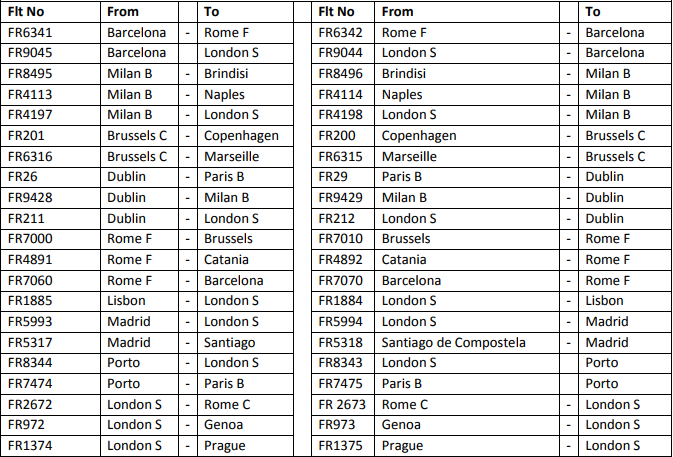 Flt No From To Flt No From To
FR6341 Barcelona - Rome F FR6342 Rome F - Barcelona
FR9045 Barcelona - London S FR9044 London S - Barcelona
FR8495 Milan B - Brindisi FR8496 Brindisi - Milan B
FR4113 Milan B - Naples FR4114 Naples - Milan B
FR4197 Milan B - London S FR4198 London S - Milan B
FR201 Brussels C - Copenhagen FR200 Copenhagen - Brussels C
FR6316 Brussels C - Marseille FR6315 Marseille - Brussels C
FR26 Dublin - Paris B FR29 Paris B - Dublin
FR9428 Dublin - Milan B FR9429 Milan B - Dublin
FR211 Dublin - London S FR212 London S - Dublin
FR7000 Rome F - Brussels FR7010 Brussels - Rome F
FR4891 Rome F - Catania FR4892 Catania - Rome F
FR7060 Rome F - Barcelona FR7070 Barcelona - Rome F
FR1885 Lisbon - London S FR1884 London S - Lisbon
FR5993 Madrid - London S FR5994 London S - Madrid
FR5317 Madrid - Santiago FR5318 Santiago de Compostela - Madrid
FR8344 Porto - London S FR8343 London S Porto
FR7474 Porto - Paris B FR7475 Paris B Porto
FR2672 London S - Rome C FR 2673 Rome C - London S
FR972 London S - Genoa FR973 Genoa - London S
FR1374 London S - Prague FR1375 Prague - London S